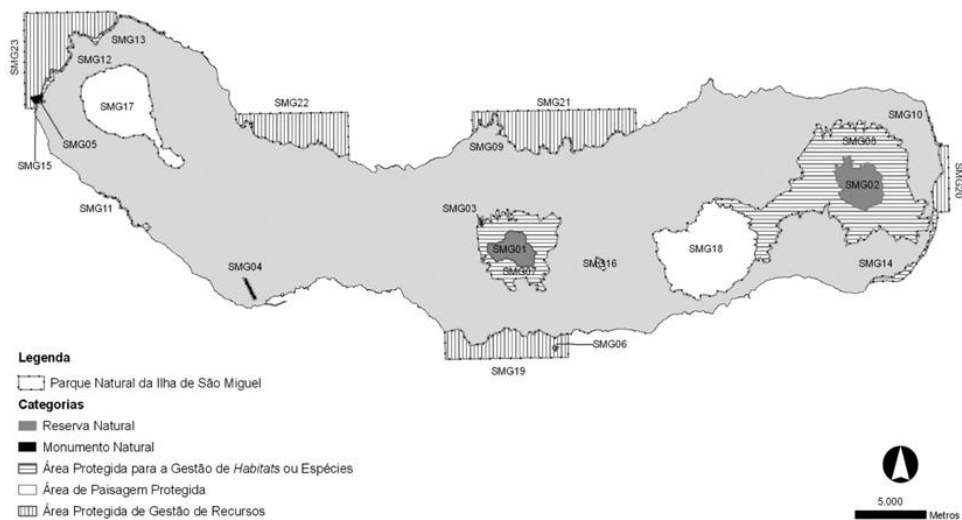 SMG23
SMG13
SMG12
SMG17
SMG22
SMG21
SMG10
SMG09
SMG08
SMG05
SMG15
SMG20
SMG02
SMG11
SMG03
SMG01
SMG18
SMG07
SMG16
SMG14
SMG04
SMG06
SMG19
Legenda
Parque Natural da Ilha de São Miguel
Categorias
Reserva Natural
Monumento Natural
Área Protegida para a Gestão de Habitats ou Espécies
Área de Paisagem Protegida
Área Protegida de Gestão de Recursos
5.000
Metros